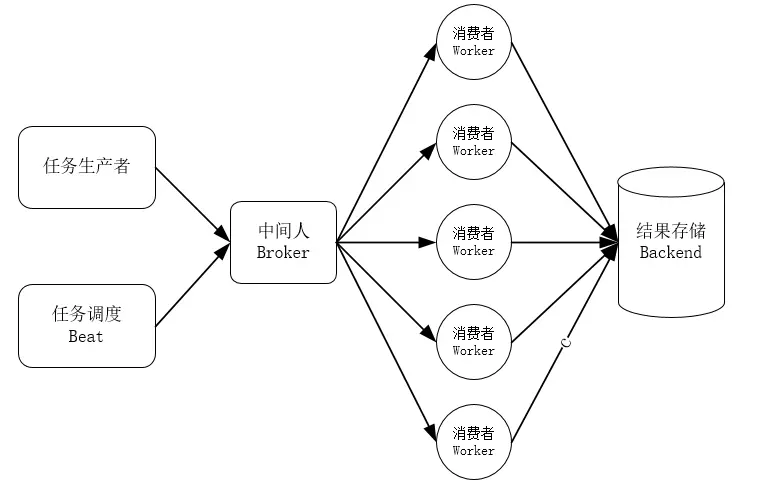 任务生产者
任务调度
Beat
中间人
Broker
消费者
Worker
消费者
Worker
消费者
Worker
消费者
Worker
消费者
Worker
C
结果存储
Backend